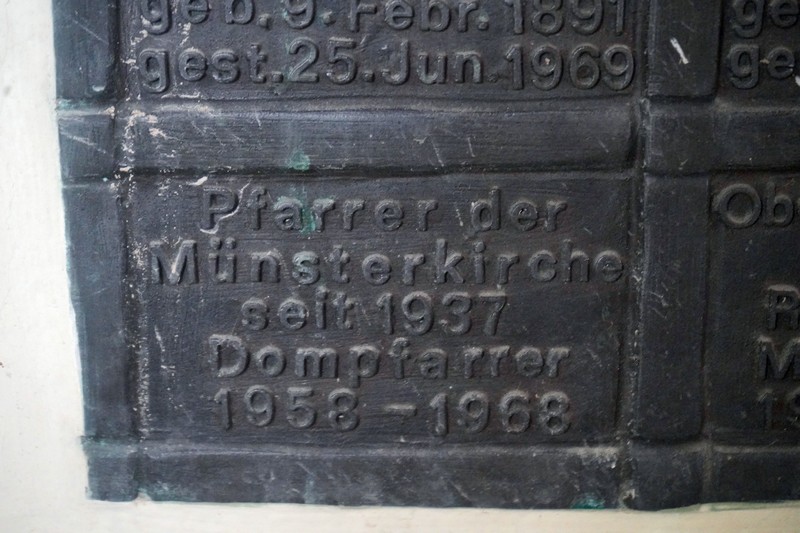 geb. 9. Febr. 1891
gest. 25. Jun. 1969
Pfarrer der
Münsterkirche
seit 1937
Dompfarrer
1958 - 1968